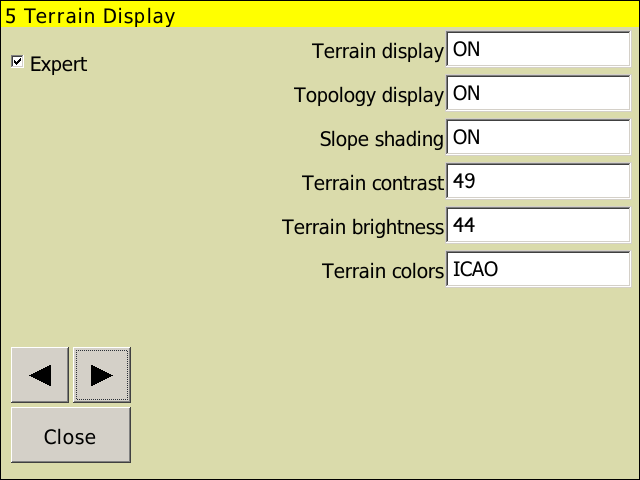 5 Terrain Display
Expert
Terrain display ON
Topology display ON
Slope shading ON
Terrain contrast 49
Terrain brightness 44
Terrain colors ICAO
Close